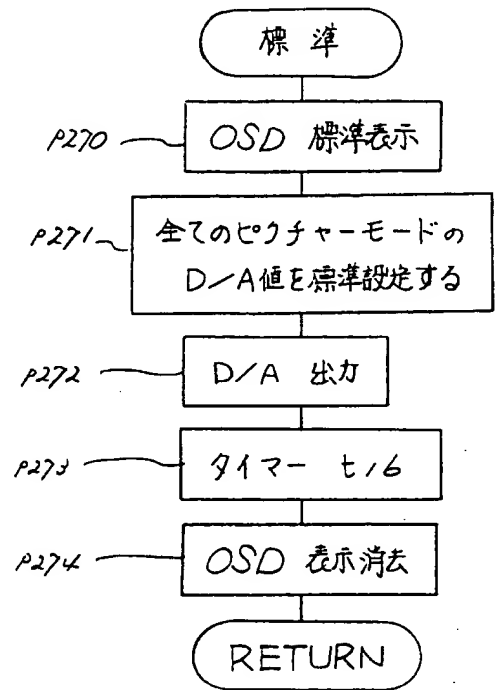 標準
P270 OSD 標準表示
P271 全てのピクチャーモードの
D/A値を標準設定する
P272 D/A 出力
P273 タイマー t16
P274 OSD 表示消去
RETURN